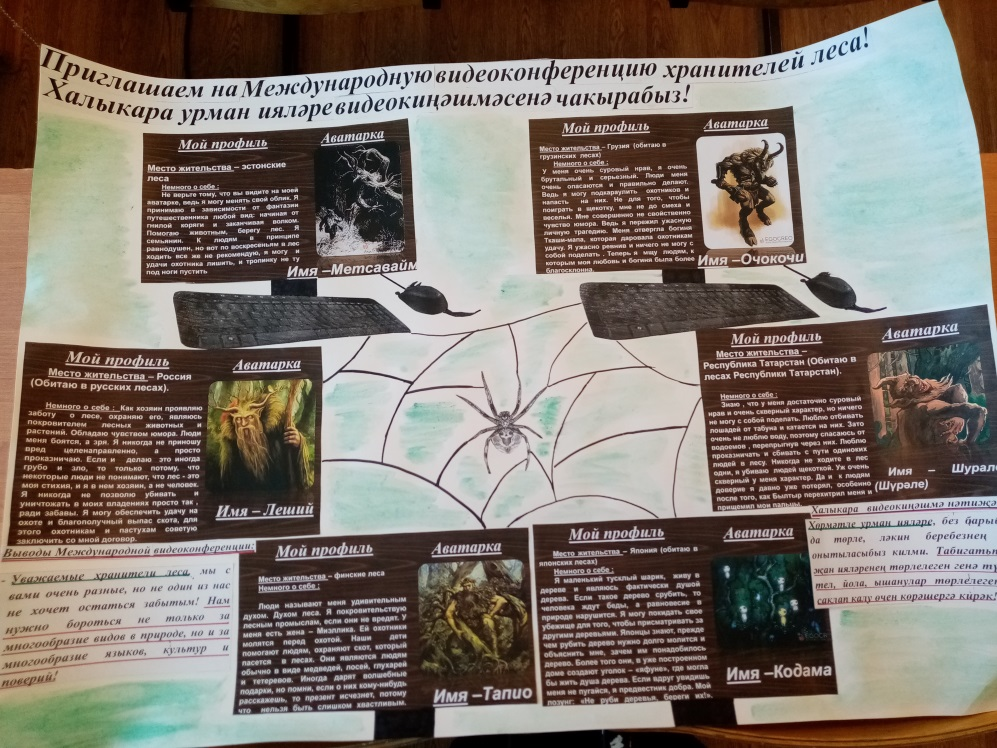 Приглашаем на Международную видеоконференцию хранителей леса!
Халыкара урман ияләре видеокиңәшмәсенә чакырабыз!
Мой профиль
Аватарка
Место жительства – эстонские
леса
Немного о себе :
Не верьте тому, что вы видите на моей
аватарке, ведь я могу менять свой облик. Я
принимаю в зависимости от фантазии
путешественника любой вид: начиная от
гнилой коряги и заканчивая волком.
Помогаю животным, берегу лес. Я
семьянин. К людям в принципе
равнодушен, но вот по воскресеньям в лес
ходить все же не рекомендую, я могу и
удачи охотника лишить, и тропинку не ту
под ноги пустить
Имя –Метсавайм
Мой профиль
Аватарка
Место жительства – Грузия (обитаю в
грузинских лесах)
Немного о себе :
У меня очень суровый нрав, я очень
брутальный и серьезный. Люди меня
очень опасаются и правильно делают.
Ведь я могу подкараулить охотников и
напасть на них. Не для того, чтобы
поиграть в щекотку, мне не до смеха и
веселья. Мне совершенно не свойственно
чувство юмора. Ведь я пережил ужасную
личную трагедию. Меня отвергла богиня
Ткаши-мапа, которая даровала охотникам
удачу. Я ужасно ревнив и ничего не могу с
собой поделать . Теперь я мщу людям, к
которым моя любовь и богини была более
благосклонна.
Имя –Очокочи
Мой профиль
Аватарка
Место жительства – Россия
(Обитаю в русских лесах).
Немного о себе : Как хозяин проявляю
заботу о лесе, охраняю его, являюсь
покровителем лесных животных и
растений. Обладаю чувством юмора. Люди
меня боятся, а зря. Я никогда не приношу
вред целенаправленно, а просто
проказничаю. Если и делаю это иногда
грубо и зло, то только потому, что
некоторые люди не понимают, что лес - это
моя стихия, и я в нем хозяин, а не человек.
Я никогда не позволю убивать и
уничтожать в моих владениях просто так ,
ради забавы. Я могу обеспечить удачу на
охоте и благополучный выпас скота, для
этого охотникам и пастухам советую
заключить со мной договор.
Имя – Леший
Мой профиль
Аватарка
Место жительства –
Республика Татарстан (Обитаю в
лесах Республики Татарстан).
Немного о себе :
Знаю , что у меня достаточно суровый
нрав и очень скверный характер, но ничего
не могу с собой поделать. Люблю отбивать
лошадей от табуна и катается на них. Зато
очень на люблю воду, поэтому спасаюсь от
водоема, перепрыгнув через них. Люблю
проказничать и сбивать с пути одиноких
людей в лесу. Никогда не ходите в лес
одни, я убиваю людей щекоткой. Уж очень
скверный у меня характер. Да и к людям
доверие я давно уже потерял, особенно
после того, как Былтыр перехитрил меня и
прищемил мои пальцы.
Имя – Шурале
(Шүрәле)
Выводы Международной видеоконференции:
- Уважаемые хранители леса, мы с
вами очень разные, но не один из нас
не хочет остаться забытым! Нам
нужно бороться не только за
многообразие видов в природе, но и за
многообразие языков, культур и
поверий!
Мой профиль
Аватарка
Место жительства – финские леса
Немного о себе :
Люди называют меня удивительным
духом. Духом леса. Я покровительствую
лесным промыслам, если они не вредят. У
меня есть жена – Миэлликa. Ей охотники
молятся перед охотой. Наши дети
помогают людям, охраняют скот, который
пасется в лесах. Они являются людям
обычно в виде медведей, лосей, глухарей
и тетеревов. Иногда дарят волшебные
подарки, но помни, если о них кому-нибудь
расскажешь, то презент исчезнет, потому
что нельзя быть слишком хвастливым.
Имя –Тапио
Мой профиль
Аватарка
Место жительства – Япония (обитаю в
японских лесах)
Немного о себе :
Я маленький тусклый шарик, живу в
дереве и являюсь фактически душой
дерева. Если такое дерево срубить, то
человека ждут беды, а равновесие в
природе нарушится. Я могу покидать свое
убежище для того, чтобы присматривать за
другими деревьями. Японцы знают, прежде
чем рубить дерево нужно долго молится и
объяснить мне, зачем им понадобилось
дерево. Более того они, в уже построенном
доме создают уголок – «яфуне», где могла
бы жить душа дерева. Если вдруг увидишь
меня не пугайся, я предвестник добра. Мой
лозунг: «Не руби деревья, береги их!».
Имя –Кодама
Халыкара видеокиңәшмә нәтиҗә
Хөрмәтле урман ияләре, без бары
да төрле, ләкин беребезнең
онытыласыбыз килми. Табигать
җан ияләренең төрлелеген генә тү
тел, йола, ышанулар төрлелеген
саклап калу өчен көрәшергә кирәк!